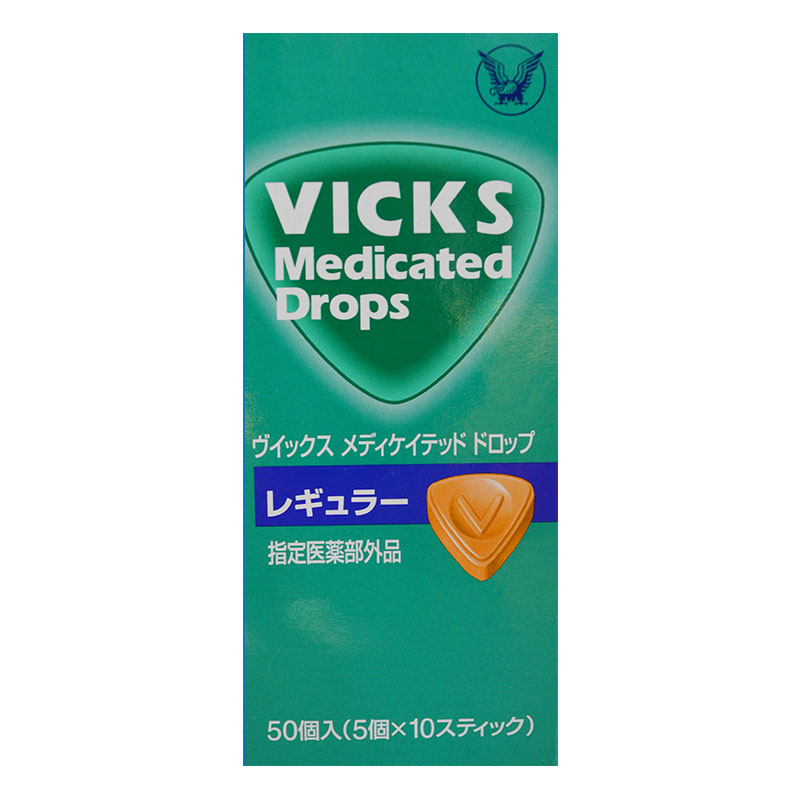 VICKS
Medicated
Drops
ヴイックス メディケイテッド ドロップ
レギュラー
V
指定医薬部外品
50個入(5個×10スティック)